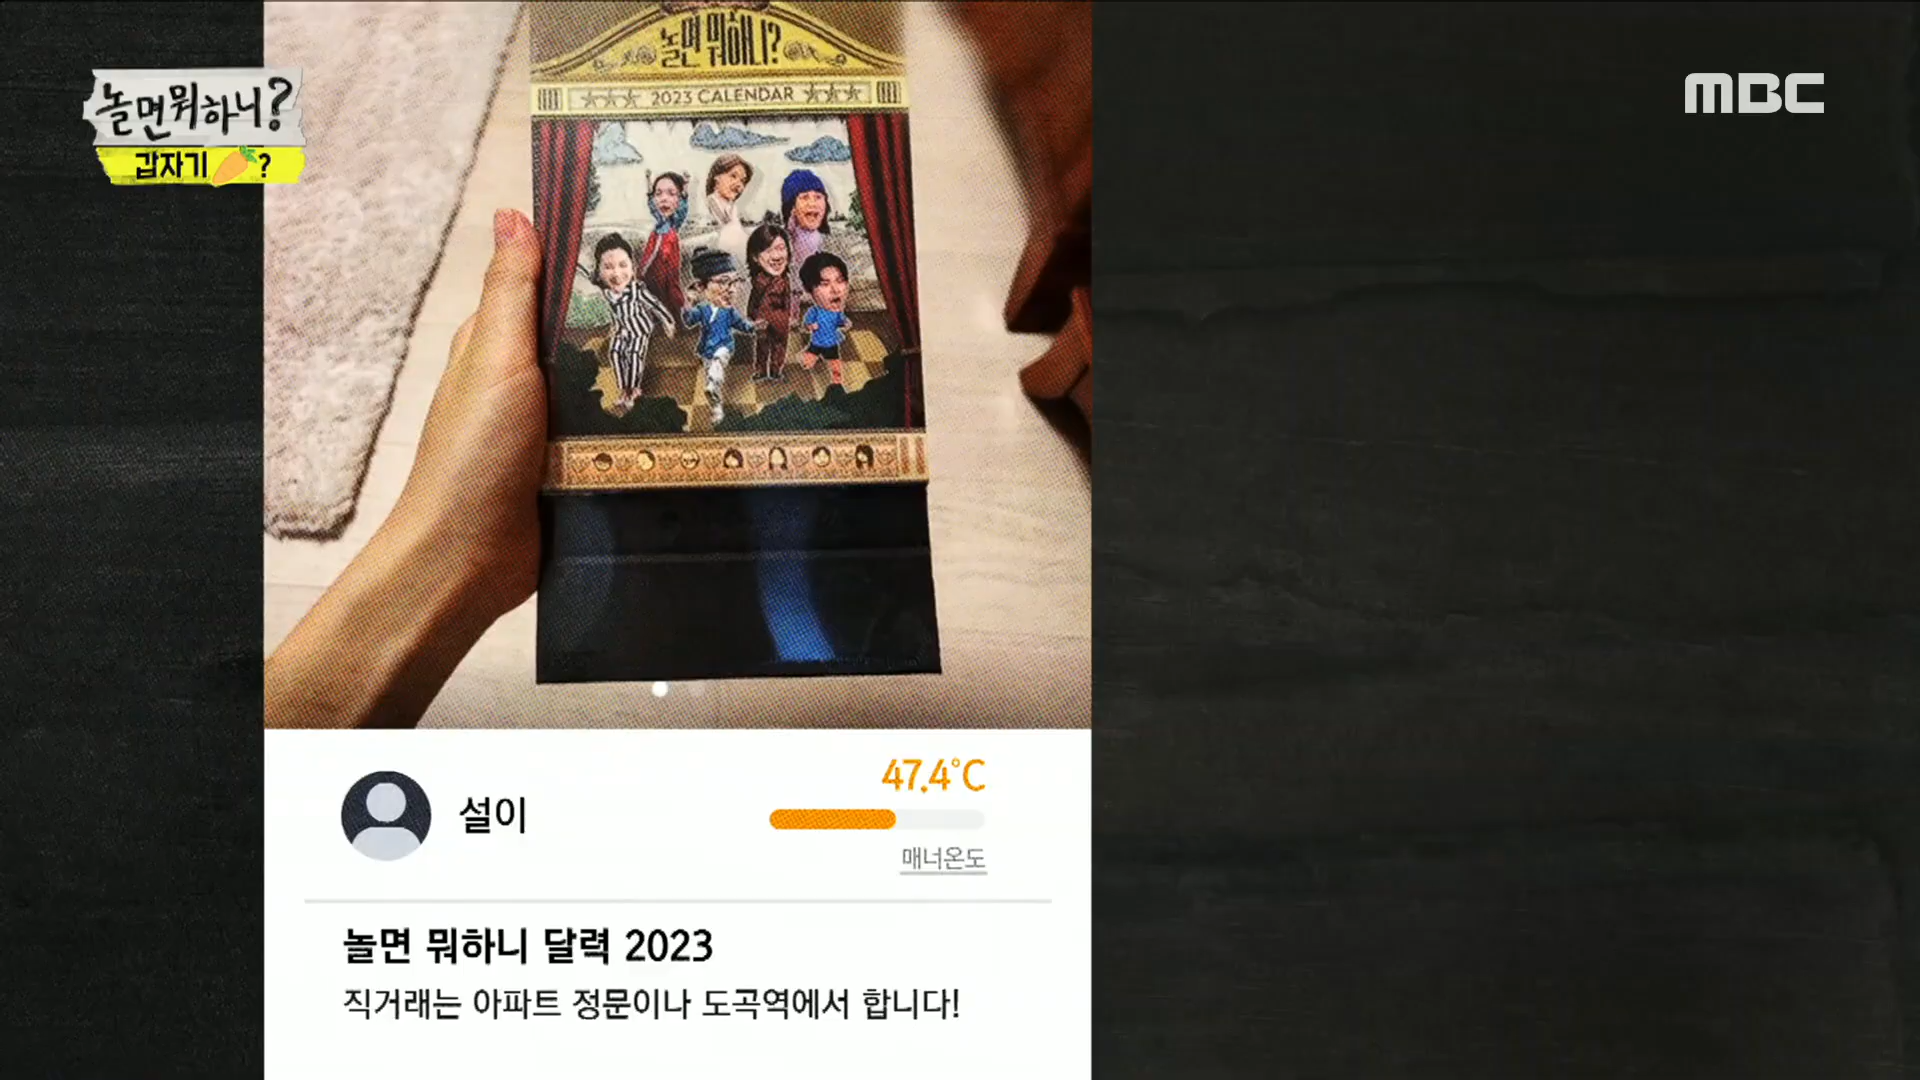 놀면 뭐하니?
2023 CALENDAR
놀면뭐하니?
갑자기 🥕?
MBC
설이
47.4°C
매너온도
놀면 뭐하니 달력 2023
직거래는 아파트 정문이나 도곡역에서 합니다!